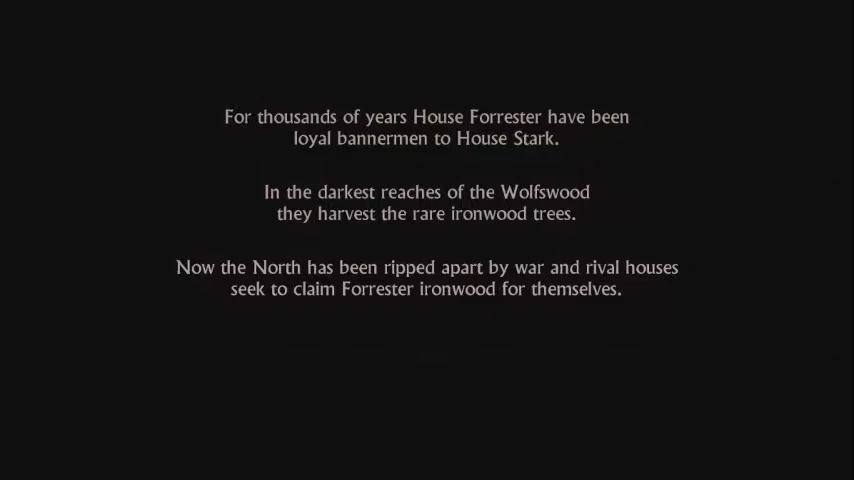 For thousands of years House Forrester have been
loyal bannermen to House Stark.
In the darkest reaches of the Wolfswood
they harvest the rare ironwood trees.
Now the North has been ripped apart by war and rival houses
seek to claim Forrester ironwood for themselves.